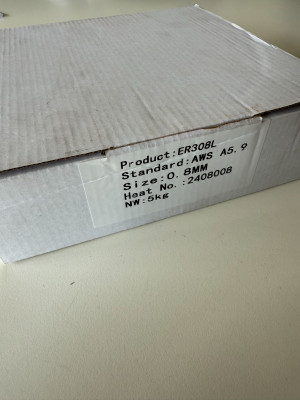 Product:ER308L
Standard:AWS A5.9
Size:0.8MM
Heat No.:2408008
NW:5kg